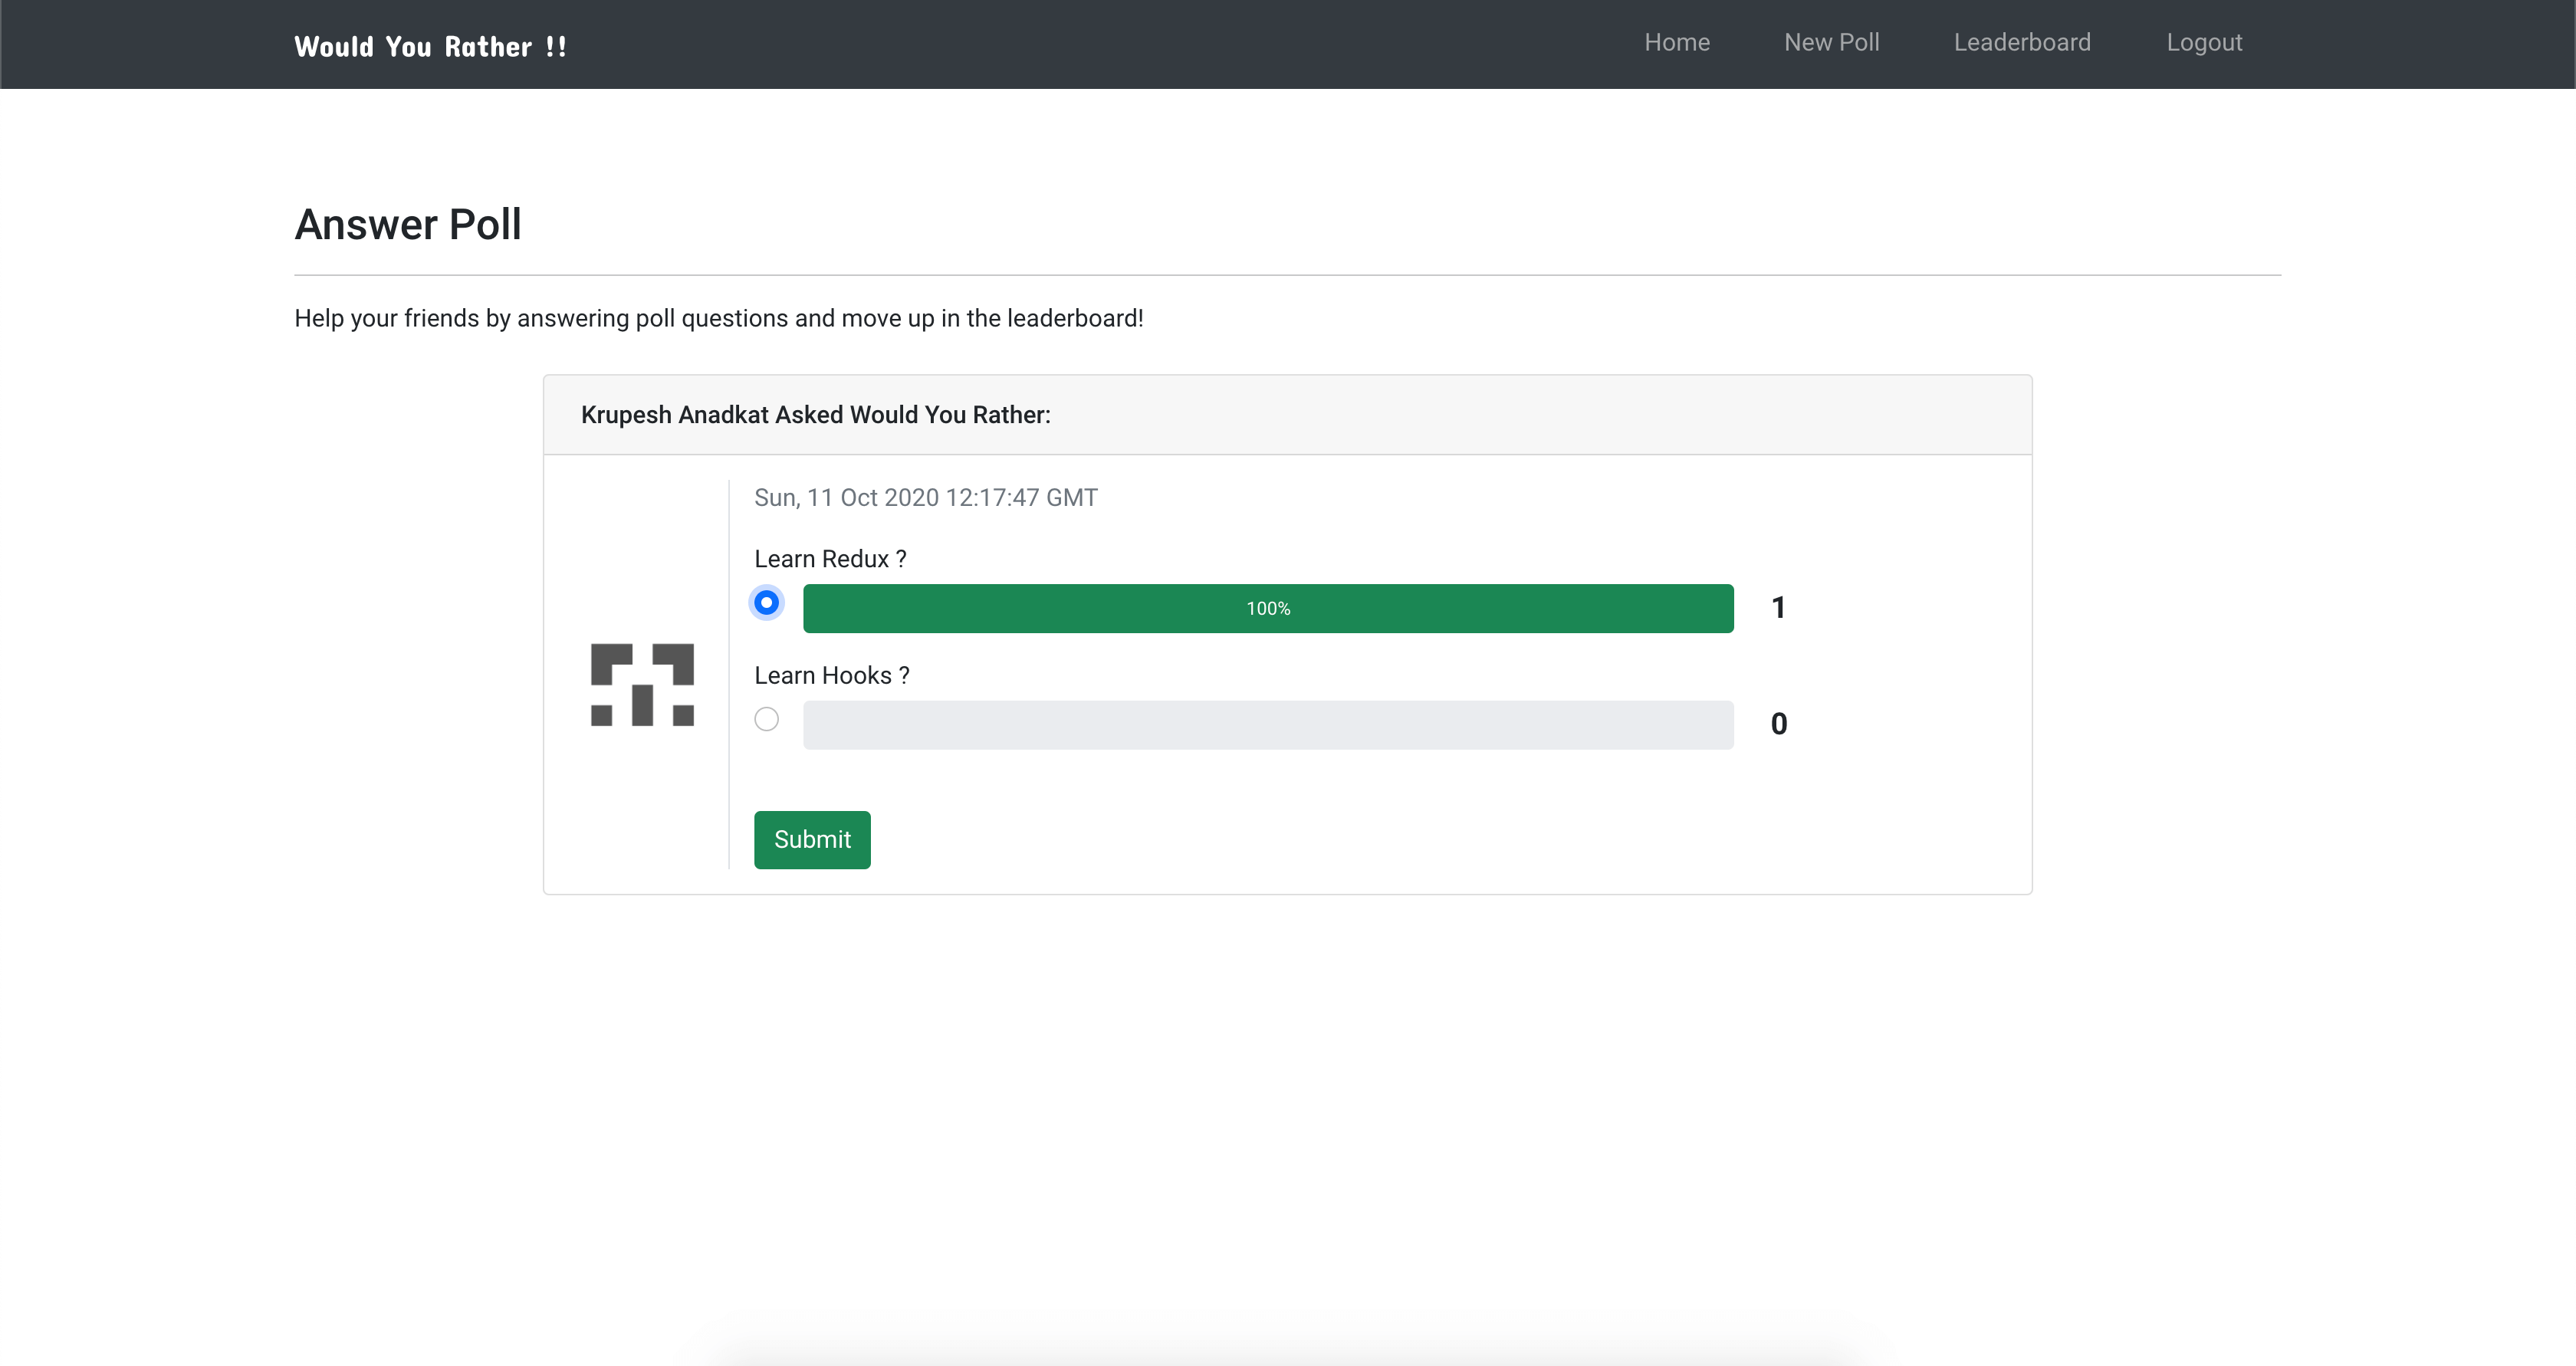 Would You Rather !!
Home
New Poll
Leaderboard
Logout
Answer Poll
Help your friends by answering poll questions and move up in the leaderboard!
Krupesh Anadkat Asked Would You Rather:
Sun, 11 Oct 2020 12:17:47 GMT
Learn Redux ?
100%
1
Learn Hooks ?
0
Submit